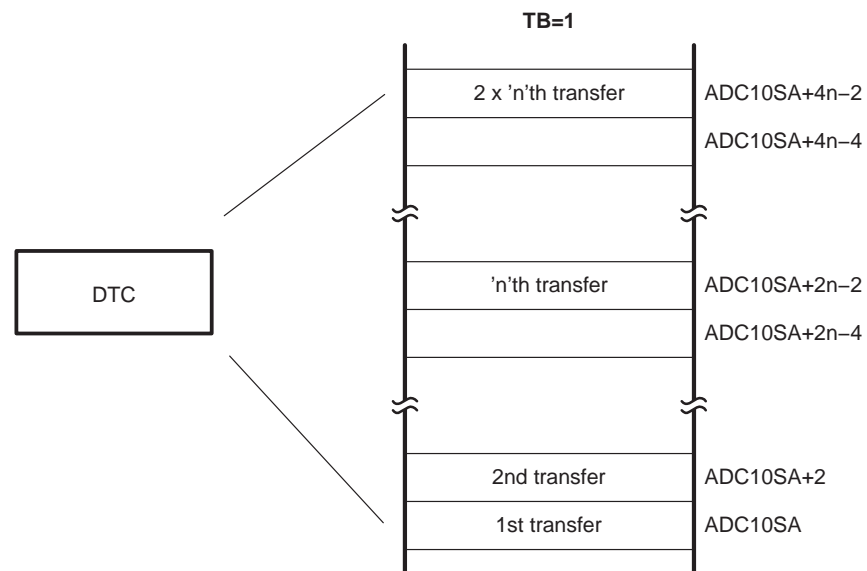 TB=1
2 x ’n’th transfer ADC10SA+4n−2
ADC10SA+4n−4
DTC
’n’th transfer ADC10SA+2n−2
ADC10SA+2n−4
2nd transfer ADC10SA+2
1st transfer ADC10SA